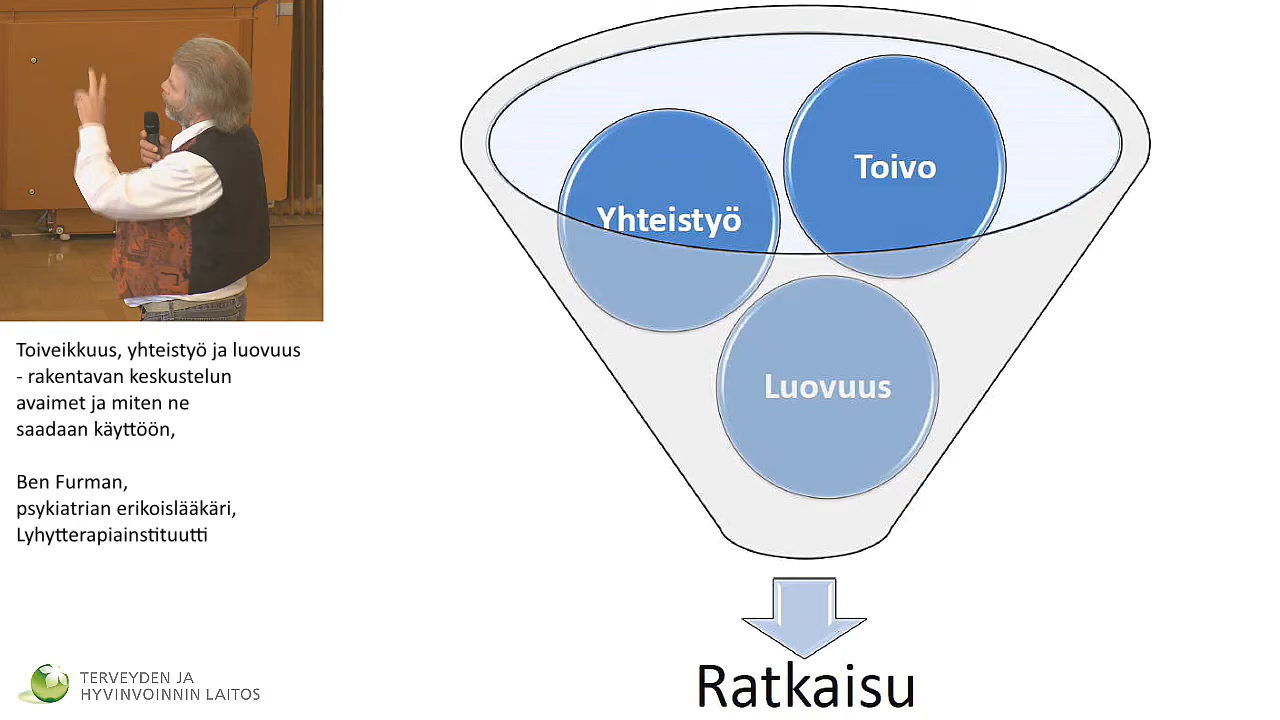 Toiveikkuus, yhteistyö ja luovuus
- rakentavan keskustelun
avaimet ja miten ne
saadaan käyttöön,
Ben Furman,
psykiatrian erikoislääkäri,
Lyhytterapiainstituutti
TERVEYDEN JA
HYVINVOINNIN LAITOS
Toivo
Yhteistyö
Luovuus
Ratkaisu